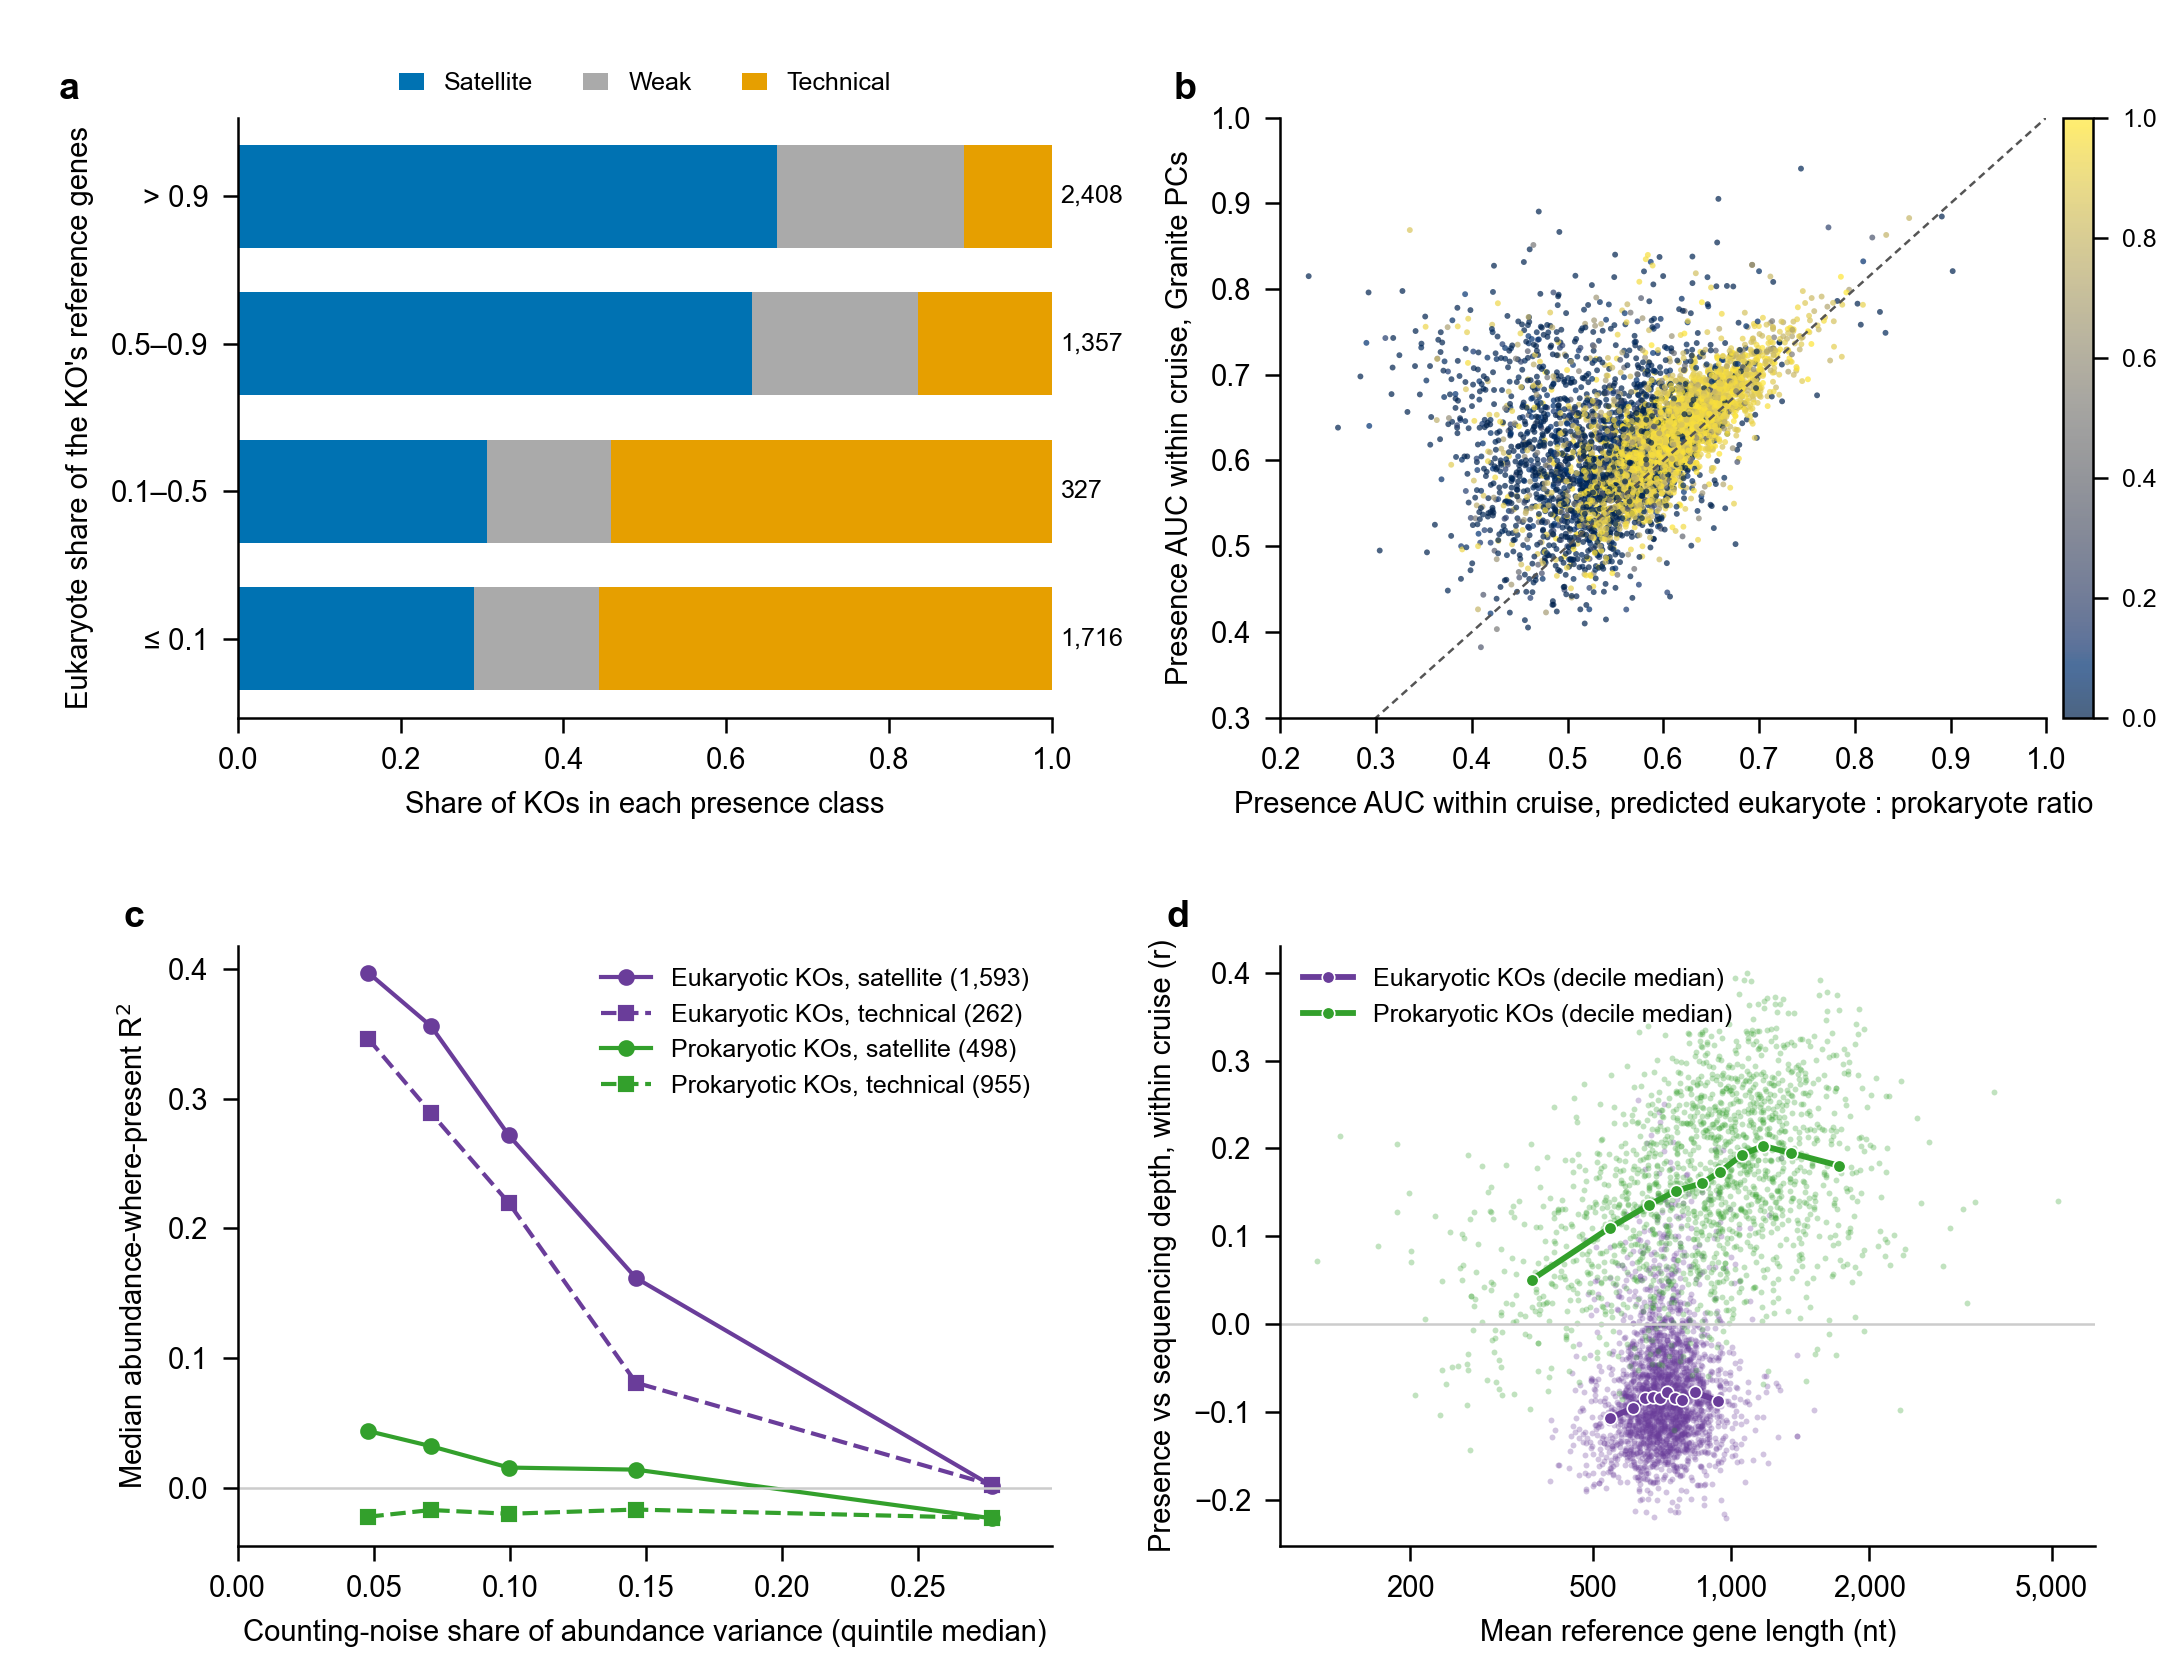 a
Satellite
Weak
Technical
Eukaryote share of the KO's reference genes
> 0.9
0.5–0.9
0.1–0.5
≤ 0.1
2,408
1,357
327
1,716
0.0
0.2
0.4
0.6
0.8
1.0
Share of KOs in each presence class
b
Presence AUC within cruise, Granite PCs
1.0
0.9
0.8
0.7
0.6
0.5
0.4
0.3
0.2
0.3
0.4
0.5
0.6
0.7
0.8
0.9
1.0
Presence AUC within cruise, predicted eukaryote : prokaryote ratio
1.0
0.8
0.6
0.4
0.2
0.0
c
Median abundance-where-present R²
0.4
0.3
0.2
0.1
0.0
Eukaryotic KOs, satellite (1,593)
Eukaryotic KOs, technical (262)
Prokaryotic KOs, satellite (498)
Prokaryotic KOs, technical (955)
0.00
0.05
0.10
0.15
0.20
0.25
Counting-noise share of abundance variance (quintile median)
d
Presence vs sequencing depth, within cruise (r)
0.4
0.3
0.2
0.1
0.0
−0.1
−0.2
Eukaryotic KOs (decile median)
Prokaryotic KOs (decile median)
200
500
1,000
2,000
5,000
Mean reference gene length (nt)